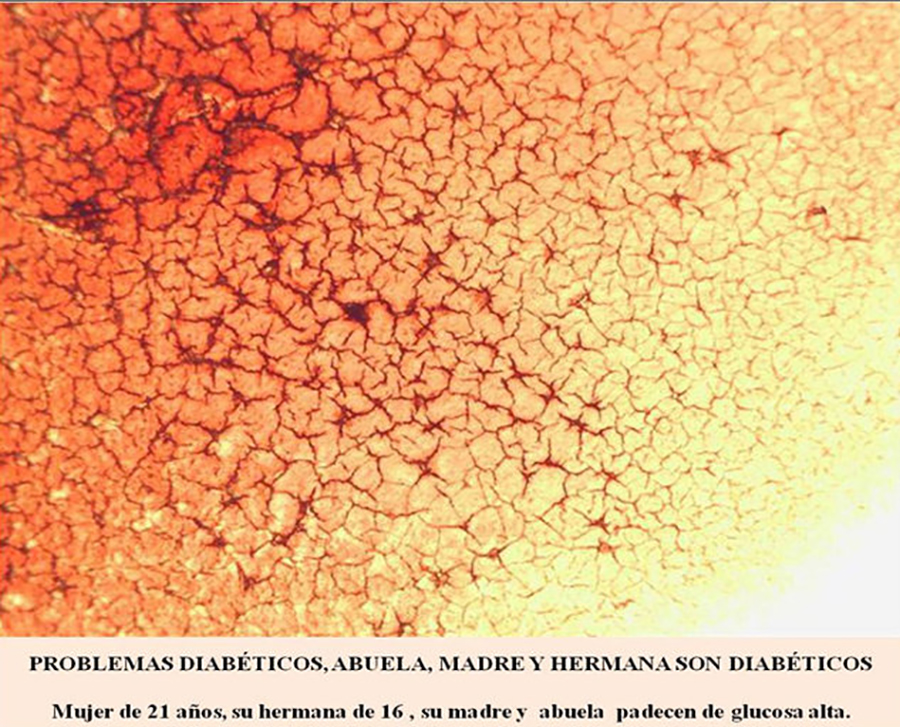 PROBLEMAS DIABÉTICOS, ABUELA, MADRE Y HERMANA SON DIABÉTICOS
Mujer de 21 años, su hermana de 16 , su madre y abuela padecen de glucosa alta.